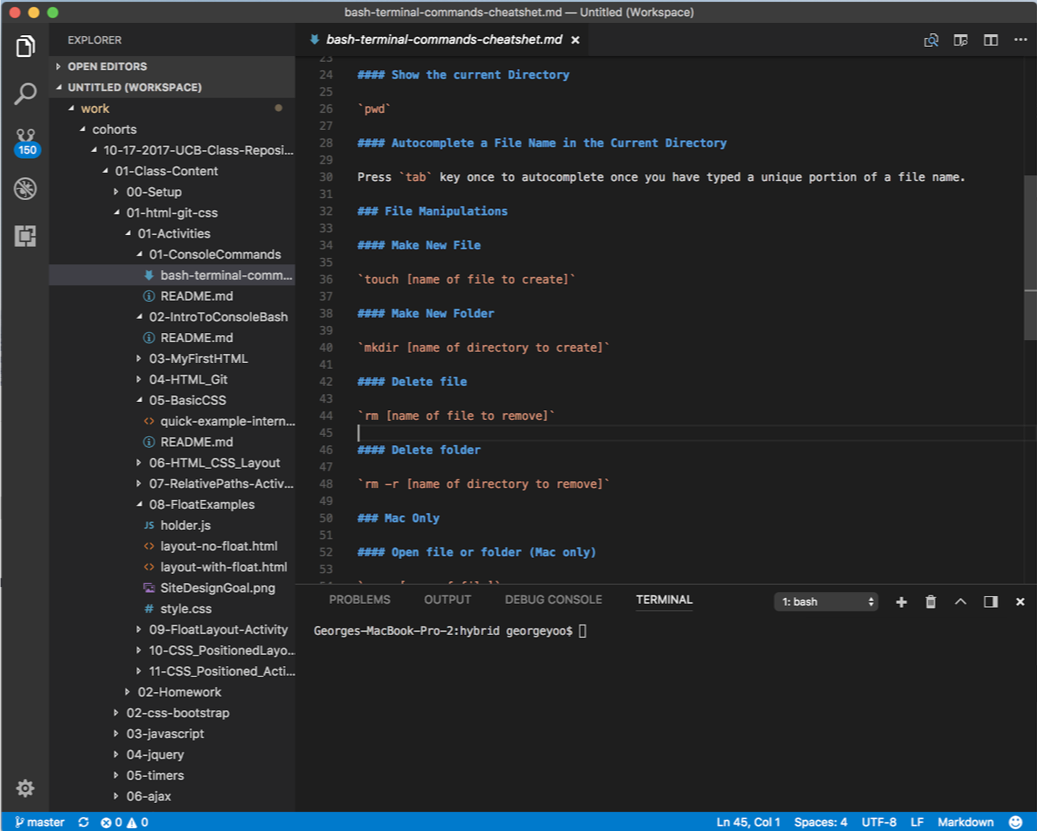 bash-terminal-commands-cheatshet.md — Untitled (Workspace)
EXPLORER
OPEN EDITORS
UNTITLED (WORKSPACE)
work
cohorts
10-17-2017-UCB-Class-Reposi...
01-Class-Content
00-Setup
01-html-git-css
01-Activities
01-ConsoleCommands
bash-terminal-comm...
README.md
02-IntroToConsoleBash
README.md
03-MyFirstHTML
04-HTML_Git
05-BasicCSS
quick-example-intern...
README.md
06-HTML_CSS_Layout
07-RelativePaths-Activ...
08-FloatExamples
JS holder.js
layout-no-float.html
layout-with-float.html
SiteDesignGoal.png
# style.css
09-FloatLayout-Activity
10-CSS_PositionedLayo...
11-CSS_Positioned_Acti...
02-Homework
02-css-bootstrap
03-javascript
04-jquery
05-timers
06-ajax
150
bash-terminal-commands-cheatshet.md
23
24 #### Show the current Directory
25
26 `pwd`
27
28 #### Autocomplete a File Name in the Current Directory
29
30 Press `tab` key once to autocomplete once you have typed a unique portion of a file name.
31
32 ### File Manipulations
33
34 #### Make New File
35
36 `touch [name of file to create]`
37
38 #### Make New Folder
39
40 `mkdir [name of directory to create]`
41
42 #### Delete file
43
44 `rm [name of file to remove]`
45
46 #### Delete folder
47
48 `rm -r [name of directory to remove]`
49
50 ### Mac Only
51
52 #### Open file or folder (Mac only)
53
PROBLEMS OUTPUT DEBUG CONSOLE TERMINAL 1: bash
Georges-MacBook-Pro-2:hybrid georgeyoo$
master 0 0 Ln 45, Col 1 Spaces: 4 UTF-8 LF Markdown